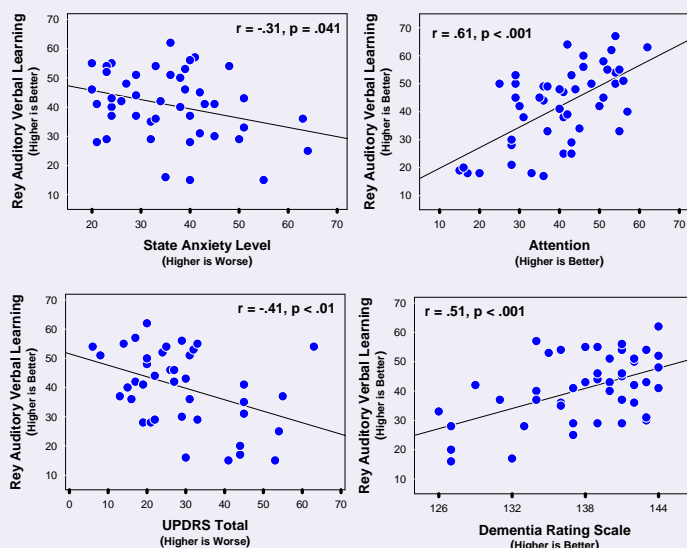 r = -.31, p = .041
Rey Auditory Verbal Learning
(Higher is Better)
70
60
50
40
30
20
10
20 30 40 50 60 70
State Anxiety Level
(Higher is Worse)
r = .61, p < .001
Rey Auditory Verbal Learning
(Higher is Better)
70
60
50
40
30
20
10
10 20 30 40 50 60 70
Attention
(Higher is Better)
r = -.41, p < .01
Rey Auditory Verbal Learning
(Higher is Better)
70
60
50
40
30
20
10
0 10 20 30 40 50 60 70
UPDRS Total
(Higher is Worse)
r = .51, p < .001
Rey Auditory Verbal Learning
(Higher is Better)
70
60
50
40
30
20
10
126 132 138 144
Dementia Rating Scale
(Higher is Better)